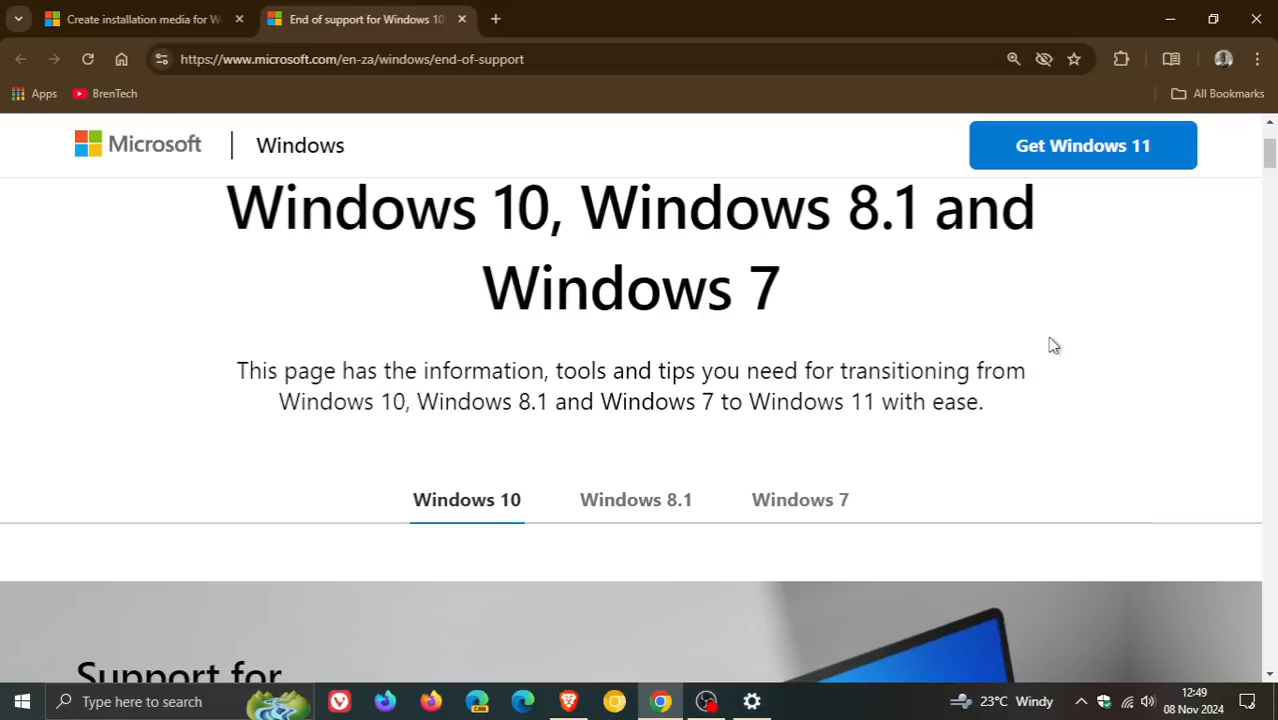 Create installation media for W
End of support for Windows 10
https://www.microsoft.com/en-za/windows/end-of-support
Apps
BrenTech
All Bookmarks
Microsoft
Windows
Get Windows 11
Windows 10, Windows 8.1 and
Windows 7
This page has the information, tools and tips you need for transitioning from
Windows 10, Windows 8.1 and Windows 7 to Windows 11 with ease.
Windows 10
Windows 8.1
Windows 7
Support for
Type here to search
CAN
23°C Windy
12:49
08 Nov 2024